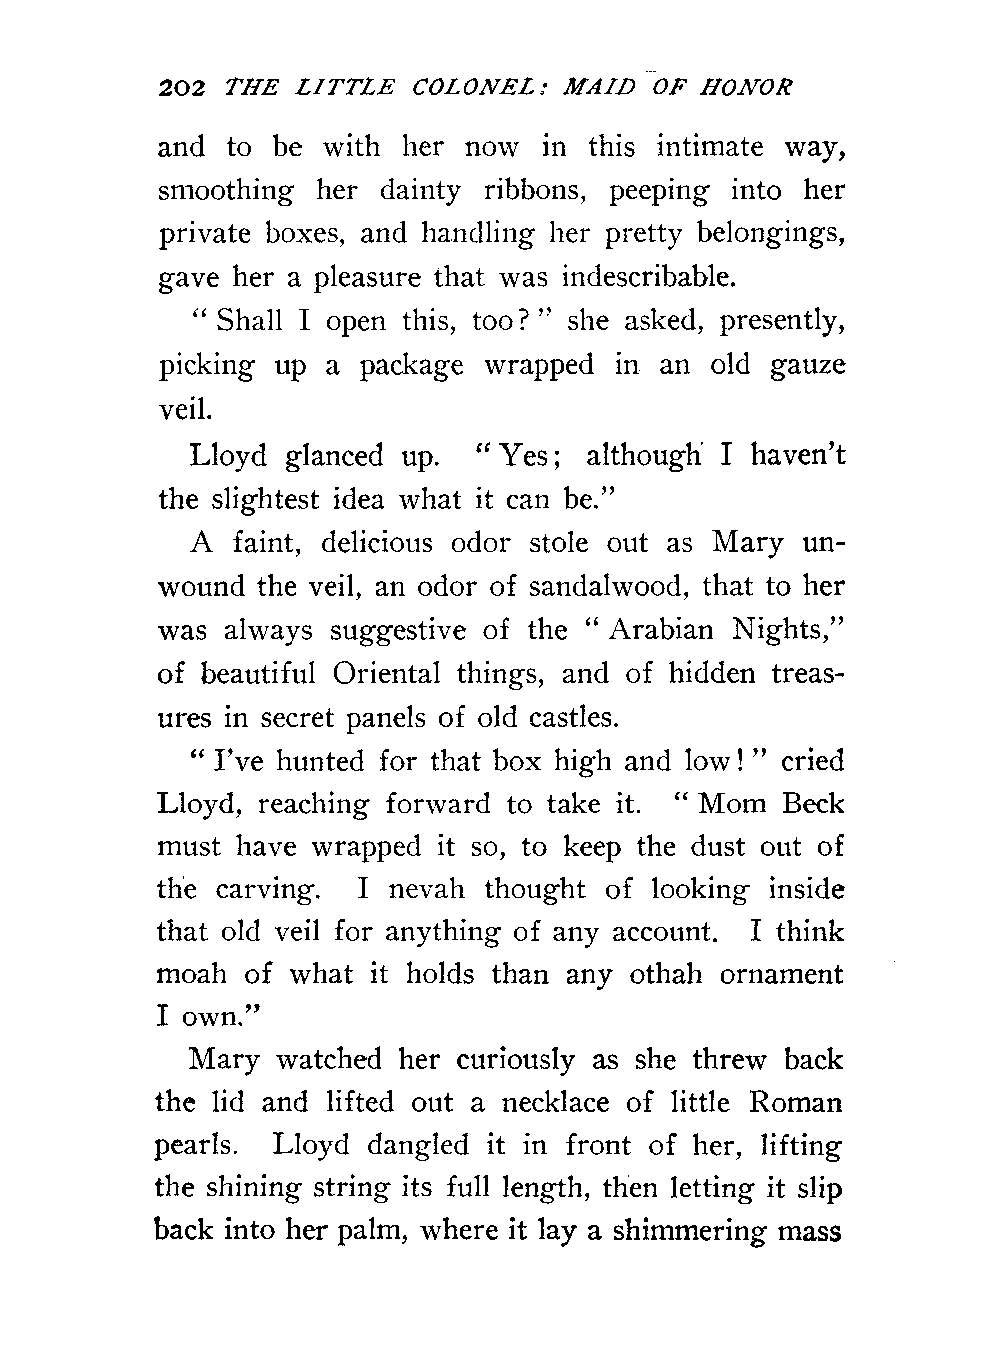 202 THE LITTLE COLONEL: MAID OF HONOR
and to be with her now in this intimate way,
smoothing her dainty ribbons, peeping into her
private boxes, and handling her pretty belongings,
gave her a pleasure that was indescribable.
“ Shall I open this, too? ” she asked, presently,
picking up a package wrapped in an old gauze
veil.
Lloyd glanced up. “ Yes; although I haven’t
the slightest idea what it can be.”
A faint, delicious odor stole out as Mary un-
wound the veil, an odor of sandalwood, that to her
was always suggestive of the “ Arabian Nights,”
of beautiful Oriental things, and of hidden treas-
ures in secret panels of old castles.
“ I’ve hunted for that box high and low! ” cried
Lloyd, reaching forward to take it. “ Mom Beck
must have wrapped it so, to keep the dust out of
the carving. I nevah thought of looking inside
that old veil for anything of any account. I think
moah of what it holds than any othah ornament
I own.”
Mary watched her curiously as she threw back
the lid and lifted out a necklace of little Roman
pearls. Lloyd dangled it in front of her, lifting
the shining string its full length, then letting it slip
back into her palm, where it lay a shimmering mass